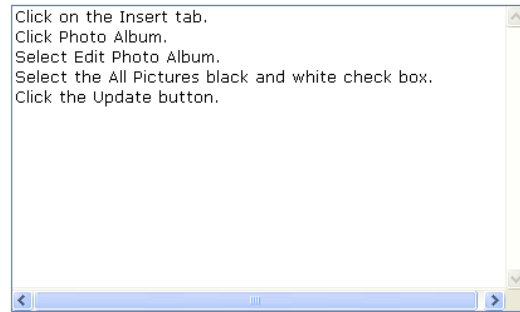 Click on the Insert tab.
Click Photo Album.
Select Edit Photo Album.
Select the All Pictures black and white check box.
Click the Update button.